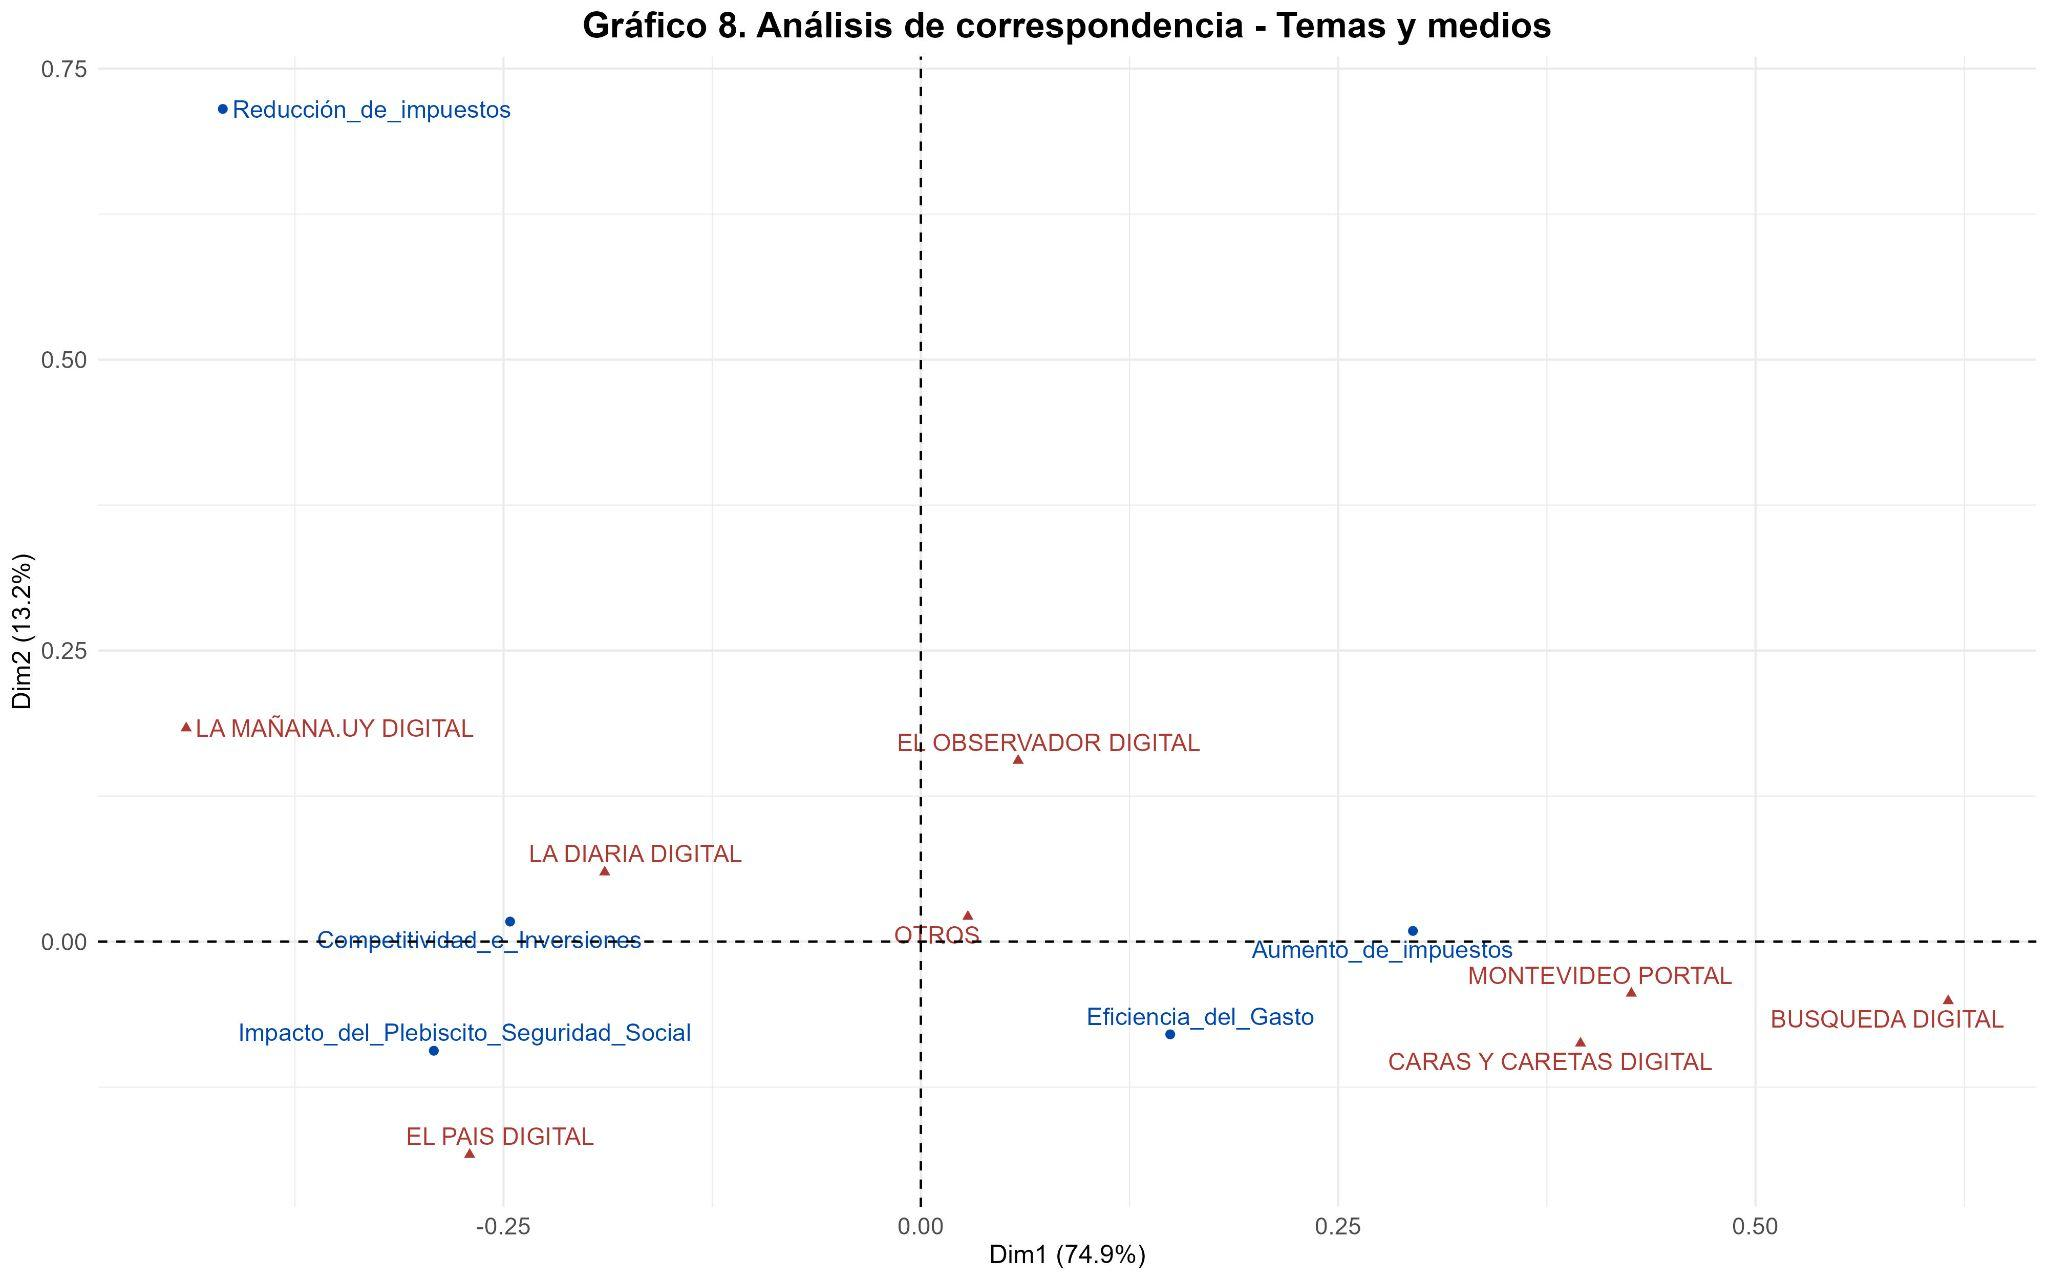 Gráfico 8. Análisis de correspondencia - Temas y medios
0.75
Reducción_de_impuestos
0.50
Dim2 (13.2%)
0.25
LA MAÑANA.UY DIGITAL
EL OBSERVADOR DIGITAL
LA DIARIA DIGITAL
OTROS
0.00
Competitividad_e_Inversiones
Aumento_de_impuestos
MONTEVIDEO PORTAL
Eficiencia_del_Gasto
BUSQUEDA DIGITAL
Impacto_del_Plebiscito_Seguridad_Social
CARAS Y CARETAS DIGITAL
EL PAIS DIGITAL
-0.25
0.00
0.25
0.50
Dim1 (74.9%)